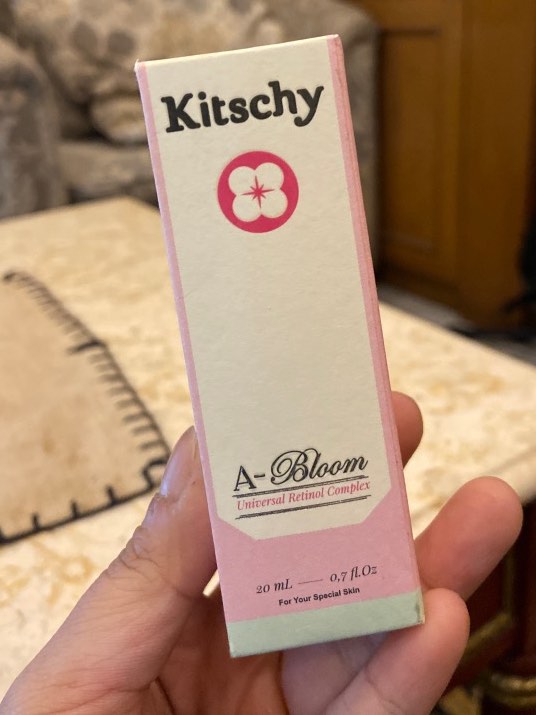 Kitschy
A-Bloom
Universal Retinol Complex
20 mL — 0,7 fl.Oz
For Your Special Skin